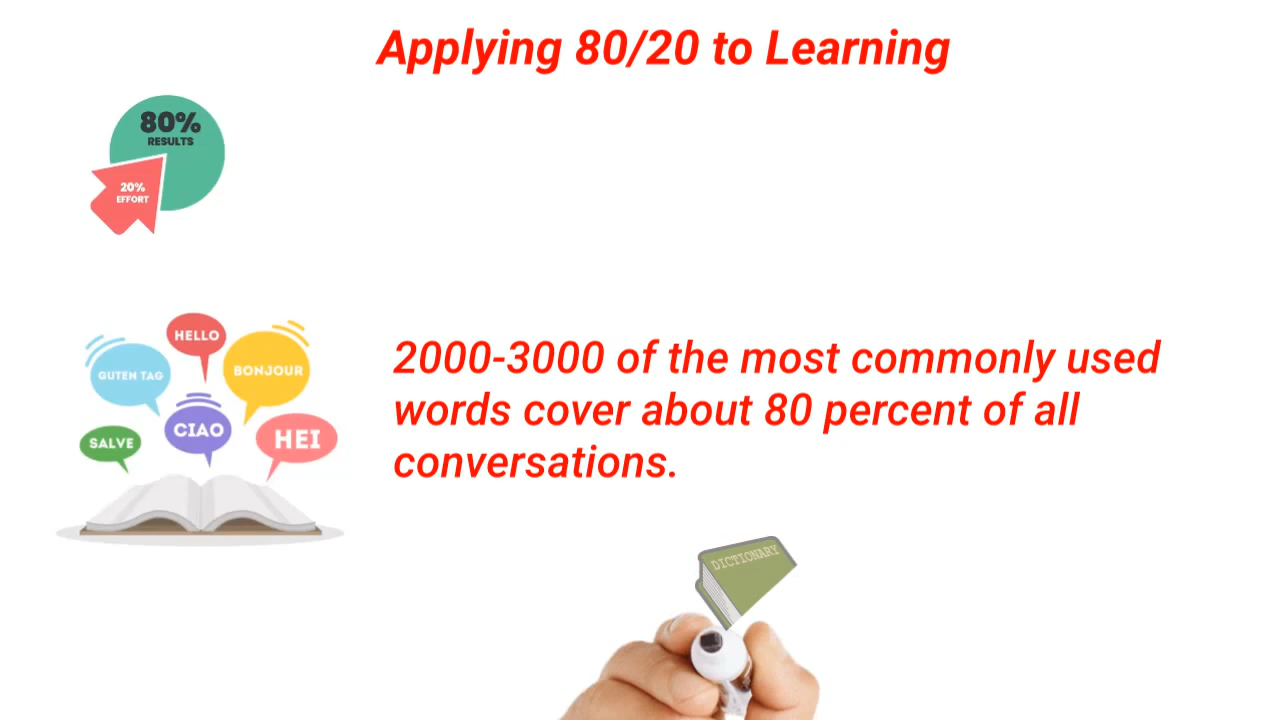 Applying 80/20 to Learning
80%
RESULTS
20%
EFFORT
HELLO
GUTEN TAG
BONJOUR
CIAO
SALVE
HEI
2000-3000 of the most commonly used
words cover about 80 percent of all
conversations.
DICTIONARY